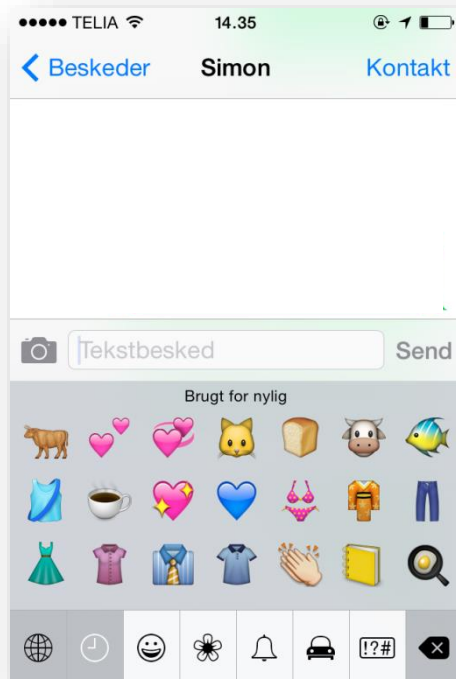 TELIA 14.35
Beskeder Simon Kontakt
Tekstbesked Send
Brugt for nylig
!?#